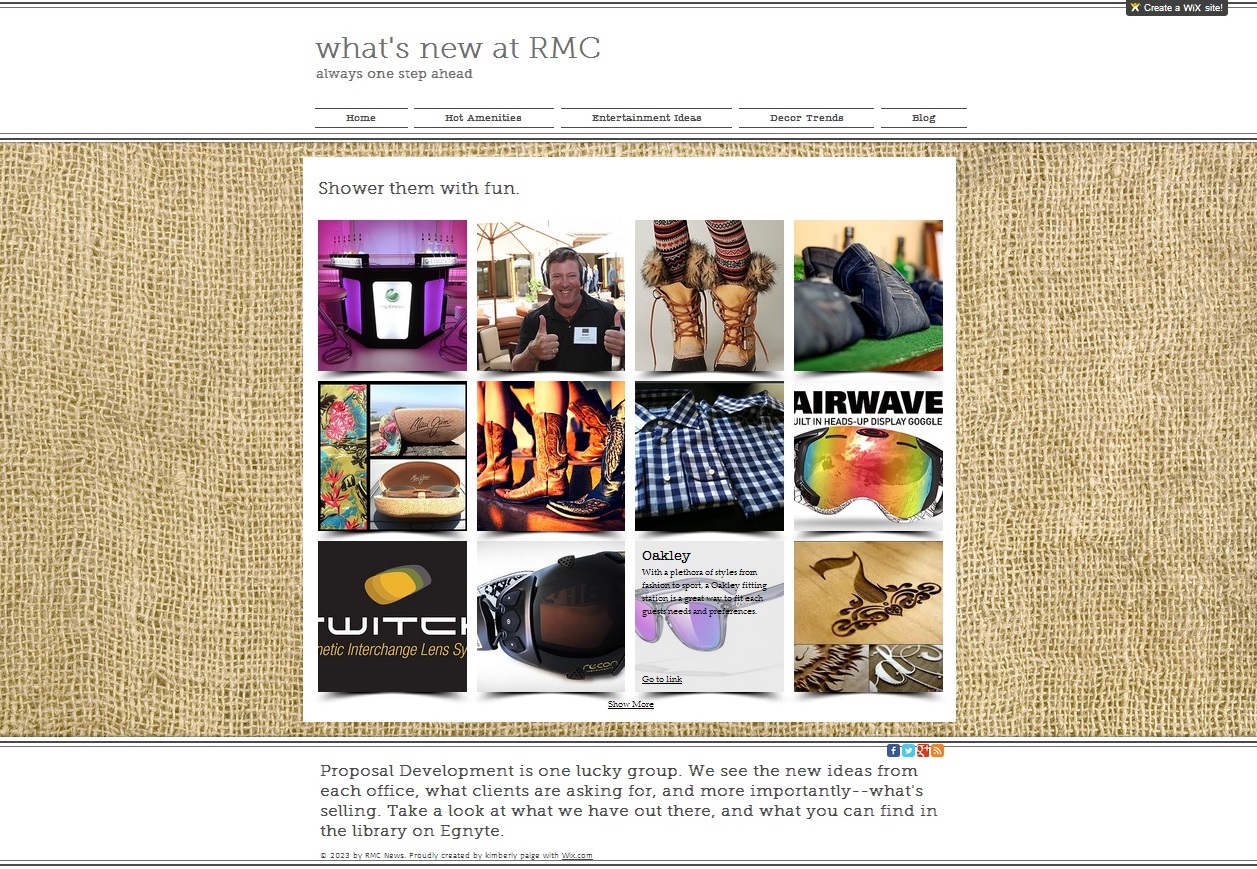 Create a WiX site!
what's new at RMC
always one step ahead
Home Hot Amenities Entertainment Ideas Decor Trends Blog
Shower them with fun.
Maui Jim
AIRWAVE
UILT IN HEADS-UP DISPLAY GOGGLE
TWITCH
netic Interchange Lens Sy
recon
Oakley
With a plethora of styles from
fashion to sport, a Oakley fitting
station is a great way to fit each
guests needs and preferences.
Go to link
Show More
Proposal Development is one lucky group. We see the new ideas from
each office, what clients are asking for, and more importantly--what's
selling. Take a look at what we have out there, and what you can find in
the library on Egnyte.
© 2023 by RMC News. Proudly created by kimberly paige with Wix.com